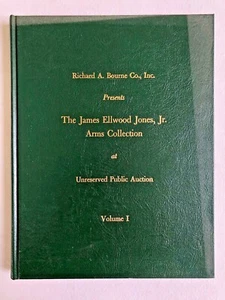 Richard A. Bourne Co., Inc.
Presents
The James Ellwood Jones, Jr.
Arms Collection
at
Unreserved Public Auction
Volume I